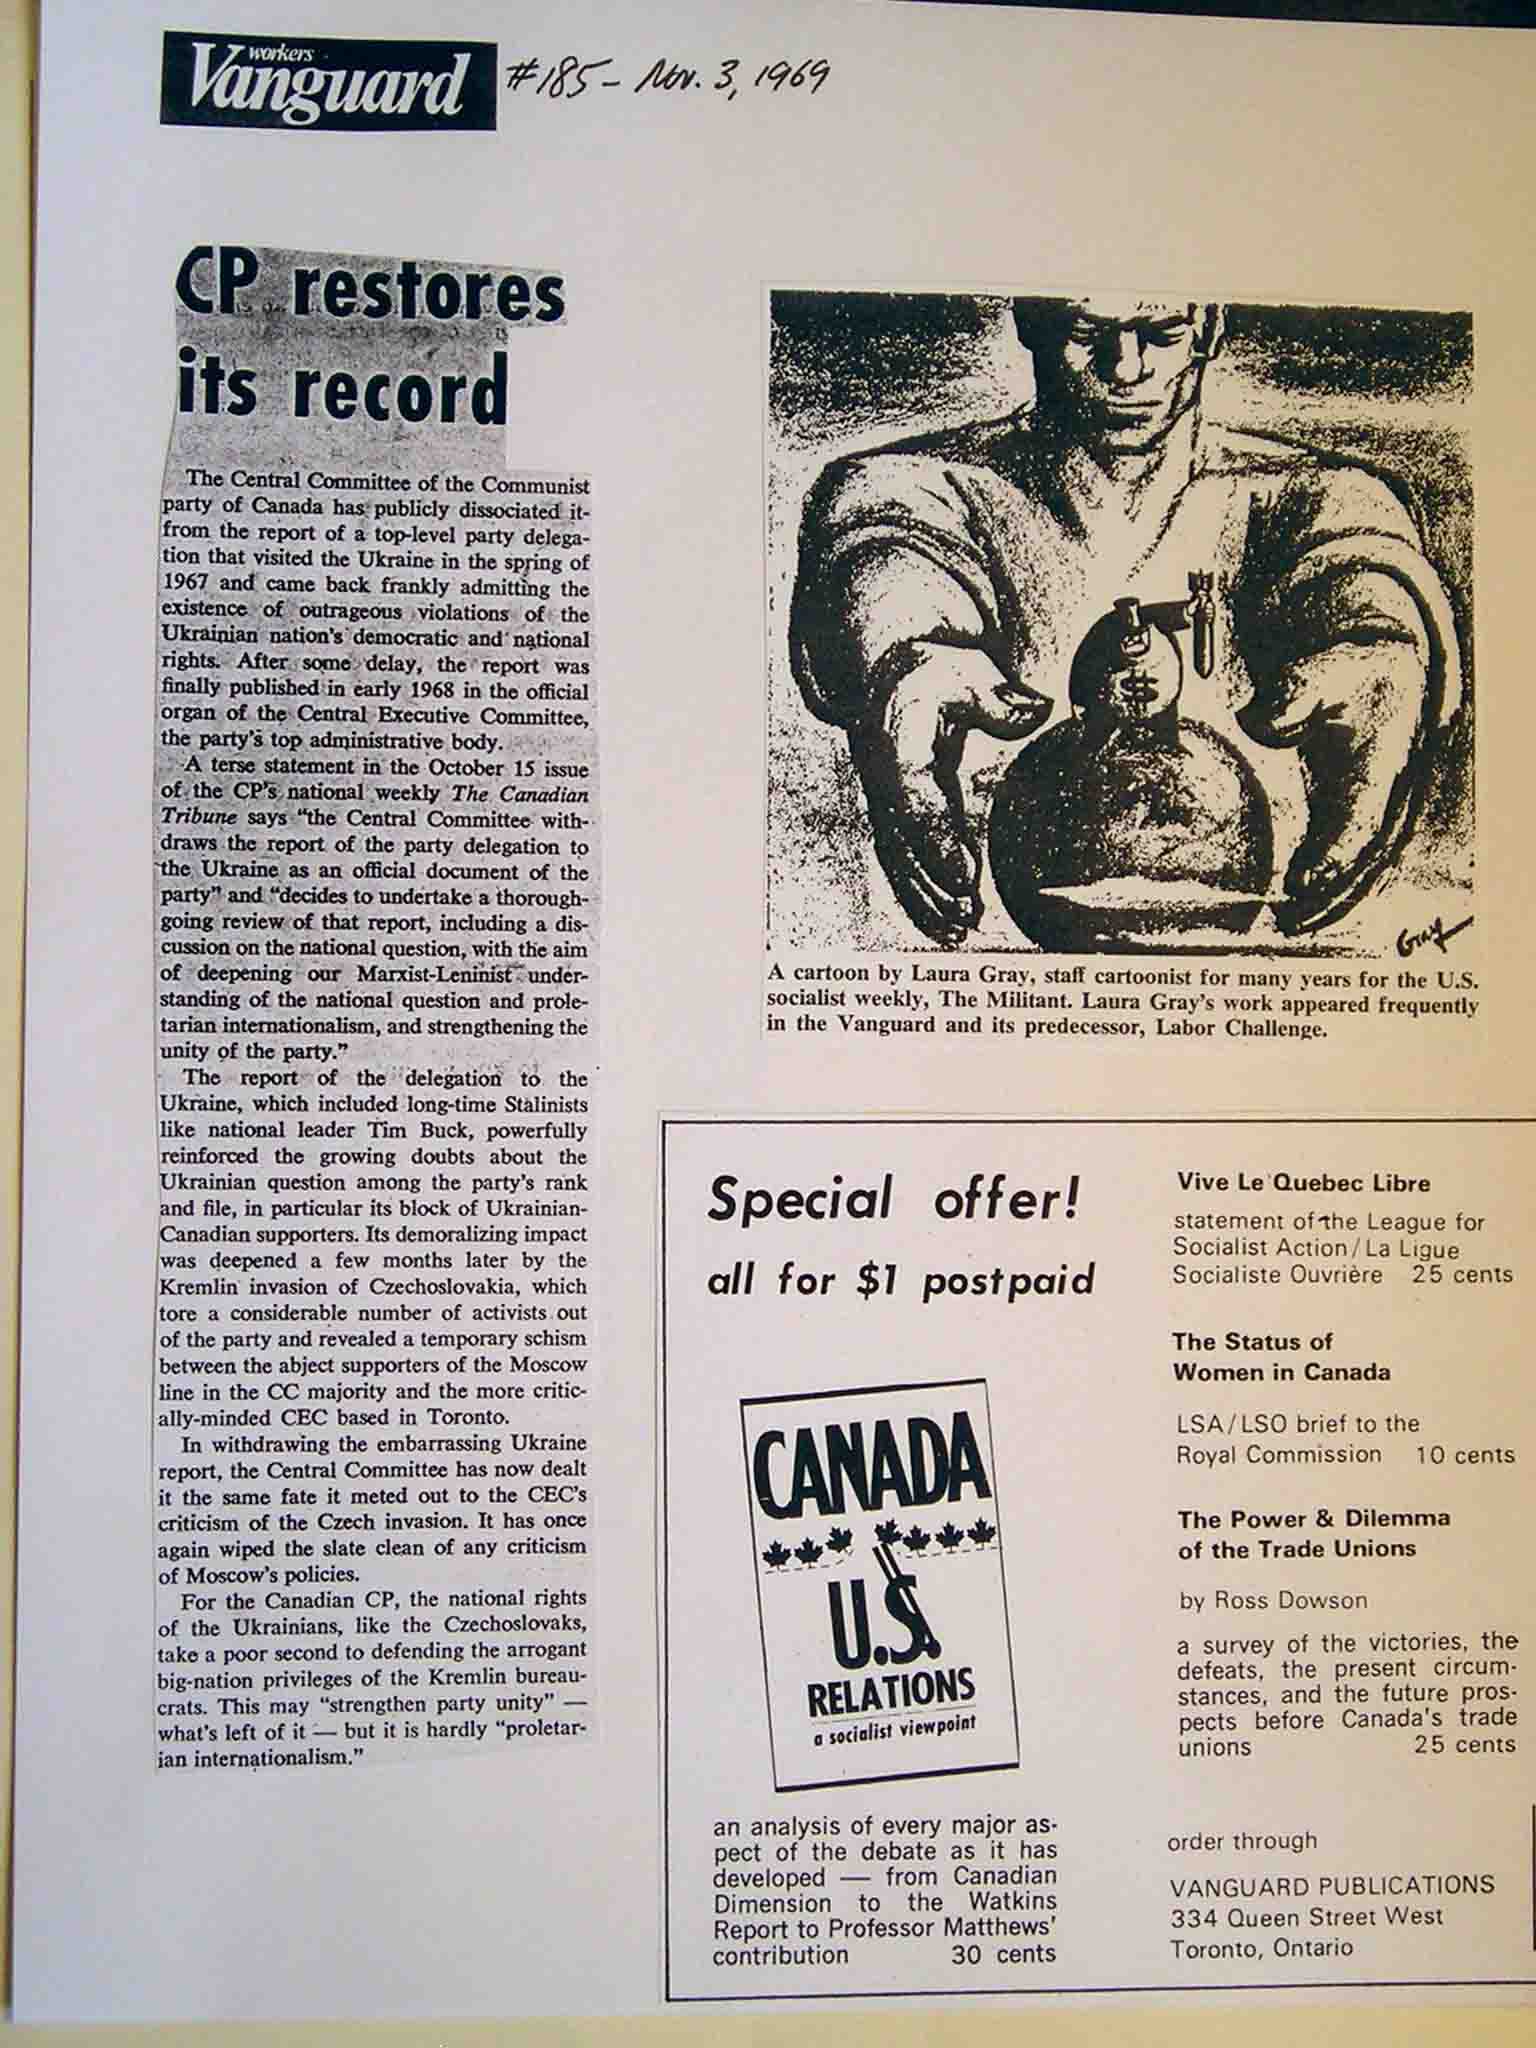 workers
Vanguard
#185 - Nov. 3, 1969
CP restores
its record
The Central Committee of the Communist
party of Canada has publicly dissociated it-
from the report of a top-level party delega-
tion that visited the Ukraine in the spring of
1967 and came back frankly admitting the
existence of outrageous violations of the
Ukrainian nation's democratic and national
rights. After some delay, the report was
finally published in early 1968 in the official
organ of the Central Executive Committee,
the party's top administrative body.
A terse statement in the October 15 issue
of the CP's national weekly The Canadian
Tribune says "the Central Committee with-
draws the report of the party delegation to
the Ukraine as an official document of the
party" and "decides to undertake a thorough-
going review of that report, including a dis-
cussion on the national question, with the aim
of deepening our Marxist-Leninist under-
standing of the national question and prole-
tarian internationalism, and strengthening the
unity of the party."
The report of the delegation to the
Ukraine, which included long-time Stalinists
like national leader Tim Buck, powerfully
reinforced the growing doubts about the
Ukrainian question among the party's rank
and file, in particular its block of Ukrainian-
Canadian supporters. Its demoralizing impact
was deepened a few months later by the
Kremlin invasion of Czechoslovakia, which
tore a considerable number of activists out
of the party and revealed a temporary schism
between the abject supporters of the Moscow
line in the CC majority and the more critic-
ally-minded CEC based in Toronto.
In withdrawing the embarrassing Ukraine
report, the Central Committee has now dealt
it the same fate it meted out to the CEC's
criticism of the Czech invasion. It has once
again wiped the slate clean of any criticism
of Moscow's policies.
For the Canadian CP, the national rights
of the Ukrainians, like the Czechoslovaks,
take a poor second to defending the arrogant
big-nation privileges of the Kremlin bureau-
crats. This may "strengthen party unity" —
what's left of it — but it is hardly "proletar-
ian internationalism."
$
Gray
A cartoon by Laura Gray, staff cartoonist for many years for the U.S.
socialist weekly, The Militant. Laura Gray's work appeared frequently
in the Vanguard and its predecessor, Labor Challenge.
Special offer!
all for $1 postpaid
CANADA
U.S.
RELATIONS
a socialist viewpoint
an analysis of every major as-
pect of the debate as it has
developed — from Canadian
Dimension to the Watkins
Report to Professor Matthews'
contribution 30 cents
Vive Le Quebec Libre
statement of the League for
Socialist Action/La Ligue
Socialiste Ouvrière 25 cents
The Status of
Women in Canada
LSA/LSO brief to the
Royal Commission 10 cents
The Power & Dilemma
of the Trade Unions
by Ross Dowson
a survey of the victories, the
defeats, the present circum-
stances, and the future pros-
pects before Canada's trade
unions 25 cents
order through
VANGUARD PUBLICATIONS
334 Queen Street West
Toronto, Ontario